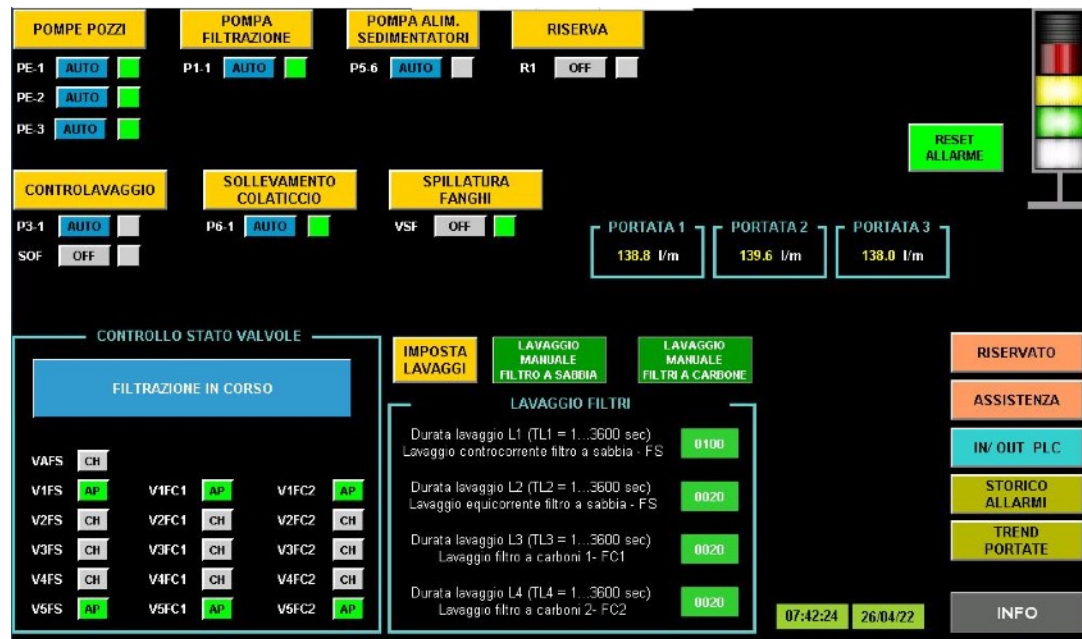 POMPE POZZI
POMPA
FILTRAZIONE
POMPA ALIM.
SEDIMENTATORI
RISERVA
PE-1 AUTO
P1-1 AUTO
P5-6 AUTO
R1 OFF
PE-2 AUTO
PE-3 AUTO
RESET
ALLARME
CONTROLAVAGGIO
SOLLEVAMENTO
COLATICCIO
SPILLATURA
FANGHI
P3-1 AUTO
P6-1 AUTO
VSF OFF
SOF OFF
PORTATA 1
138.8 l/m
PORTATA 2
139.6 l/m
PORTATA 3
138.0 l/m
CONTROLLO STATO VALVOLE
FILTRAZIONE IN CORSO
VAFS CH
V1FS AP V1FC1 AP V1FC2 AP
V2FS CH V2FC1 CH V2FC2 CH
V3FS CH V3FC1 CH V3FC2 CH
V4FS CH V4FC1 CH V4FC2 CH
V5FS AP V5FC1 AP V5FC2 AP
IMPOSTA
LAVAGGI
LAVAGGIO
MANUALE
FILTRO A SABBIA
LAVAGGIO
MANUALE
FILTRI A CARBONE
LAVAGGIO FILTRI
Durata lavaggio L1 (TL1 = 1...3600 sec)
Lavaggio controcorrente filtro a sabbia - FS
0100
Durata lavaggio L2 (TL2 = 1...3600 sec)
Lavaggio equicorrente filtro a sabbia - FS
0020
Durata lavaggio L3 (TL3 = 1...3600 sec)
Lavaggio filtro a carboni 1- FC1
0020
Durata lavaggio L4 (TL4 = 1...3600 sec)
Lavaggio filtro a carboni 2- FC2
0020
RISERVATO
ASSISTENZA
IN/ OUT PLC
STORICO
ALLARMI
TREND
PORTATE
07:42:24 26/04/22
INFO